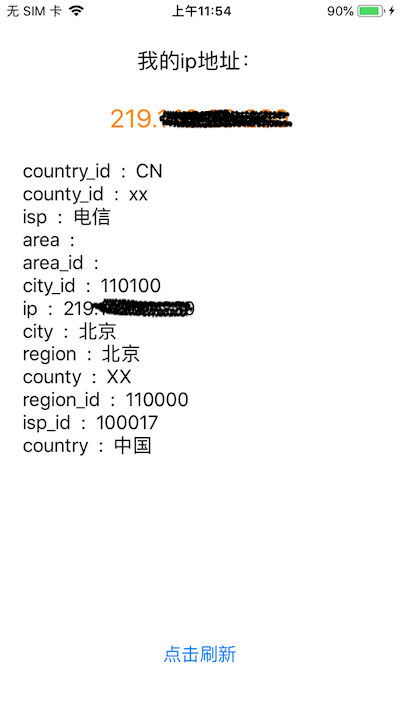 无 SIM 卡 上午11:54 90%
我的ip地址：
219.
country_id : CN
county_id : xx
isp : 电信
area :
area_id :
city_id : 110100
ip : 219.
city : 北京
region : 北京
county : XX
region_id : 110000
isp_id : 100017
country : 中国
点击刷新